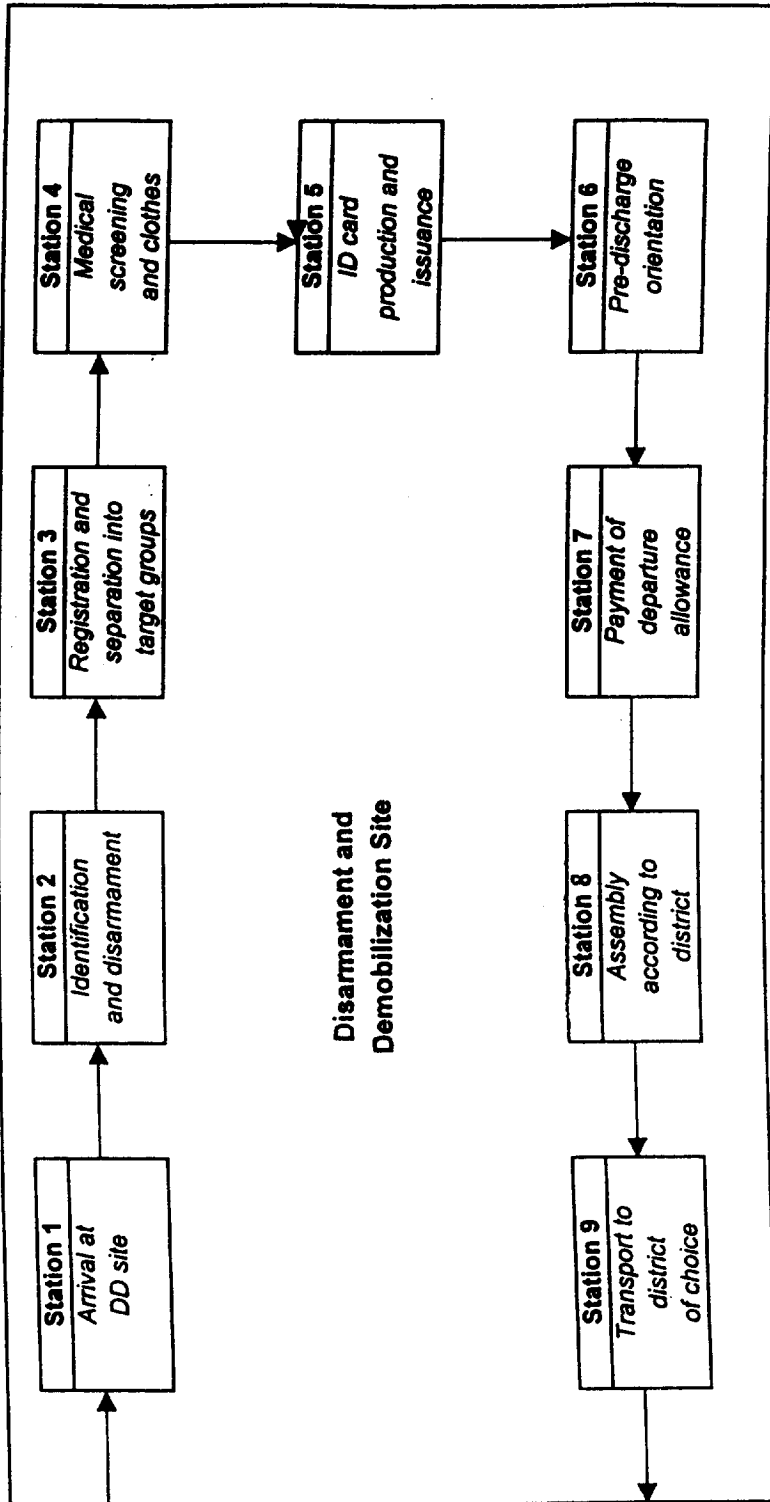 Station 1
Arrival at
DD site
Station 2
Identification
and disarmament
Station 3
Registration and
separation into
target groups
Station 4
Medical
screening
and clothes
Station 5
ID card
production and
issuance
Station 6
Pre-discharge
orientation
Station 7
Payment of
departure
allowance
Station 8
Assembly
according to
district
Station 9
Transport to
district
of choice
Disarmament and
Demobilization Site